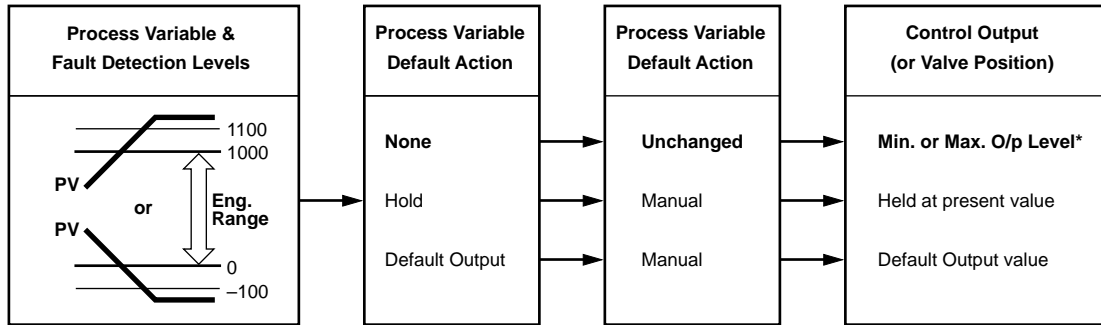 Process Variable &
Fault Detection Levels
1100
1000
PV
or
Eng.
Range
PV
0
–100
Process Variable
Default Action
None
Hold
Default Output
Process Variable
Default Action
Unchanged
Manual
Manual
Control Output
(or Valve Position)
Min. or Max. O/p Level*
Held at present value
Default Output value